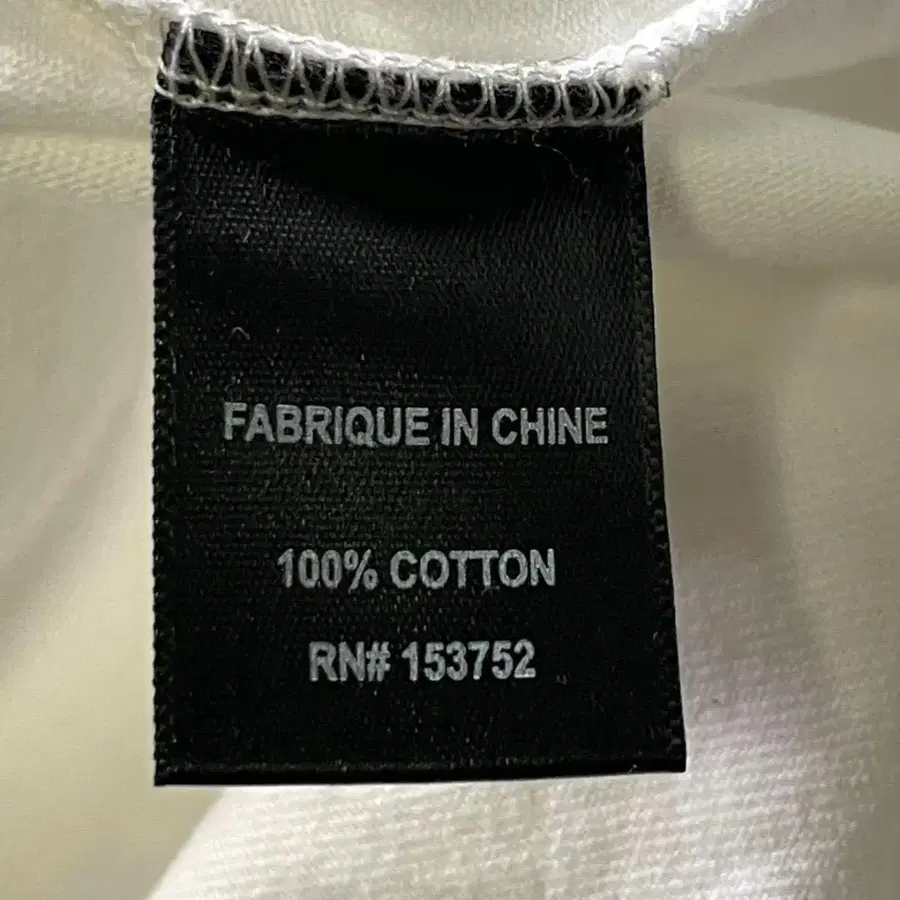 FABRIQUE IN CHINE
100% COTTON
RN# 153752